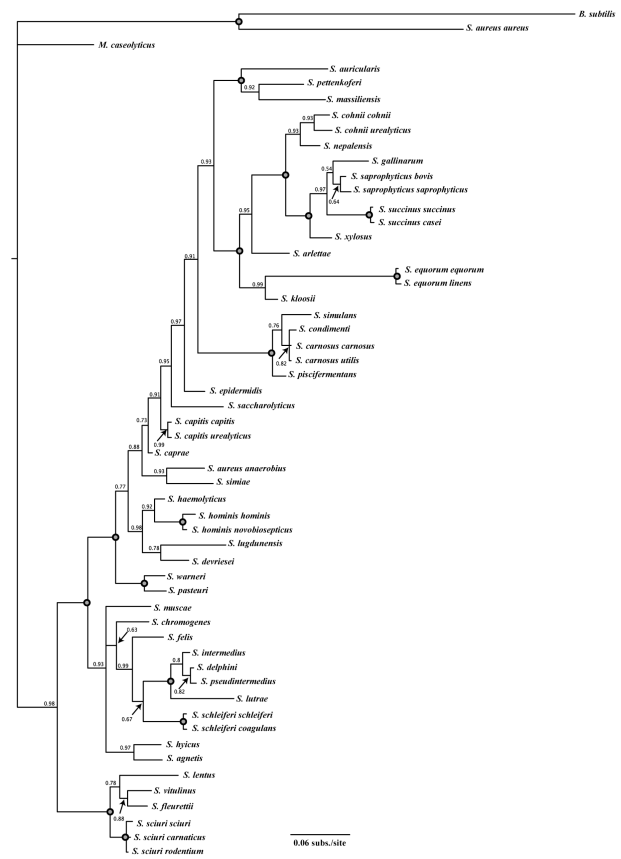 B. subtilis
S. aureus aureus
M. caseolyticus
S. auricularis
S. pettenkoferi
0.92
S. massiliensis
S. cohnii cohnii
0.93
S. cohnii urealyticus
0.93
S. nepalensis
S. gallinarum
0.93
0.54
S. saprophyticus bovis
0.97
S. saprophyticus saprophyticus
0.64
S. succinus succinus
0.95
S. succinus casei
S. xylosus
S. arlettae
0.91
S. equorum equorum
0.99
S. equorum linens
S. kloosii
S. simulans
0.76
S. condimenti
0.97
S. carnosus carnosus
0.82
S. carnosus utilis
0.95
S. piscifermentans
S. epidermidis
0.91
S. saccharolyticus
0.73
S. capitis capitis
S. capitis urealyticus
0.99
0.88
S. caprae
S. aureus anaerobius
0.93
S. simiae
0.77
S. haemolyticus
0.92
S. hominis hominis
0.98
S. hominis novobiosepticus
S. lugdunensis
0.78
S. devriesei
S. warneri
S. pasteuri
S. muscae
S. chromogenes
0.63
S. felis
S. intermedius
0.93
0.99
0.8
S. delphini
S. pseudintermedius
0.82
S. lutrae
0.98
0.67
S. schleiferi schleiferi
S. schleiferi coagulans
S. hyicus
0.97
S. agnetis
S. lentus
0.78
S. vitulinus
S. fleurettii
0.88
S. sciuri sciuri
S. sciuri carnaticus
S. sciuri rodentium
0.06 subs./site